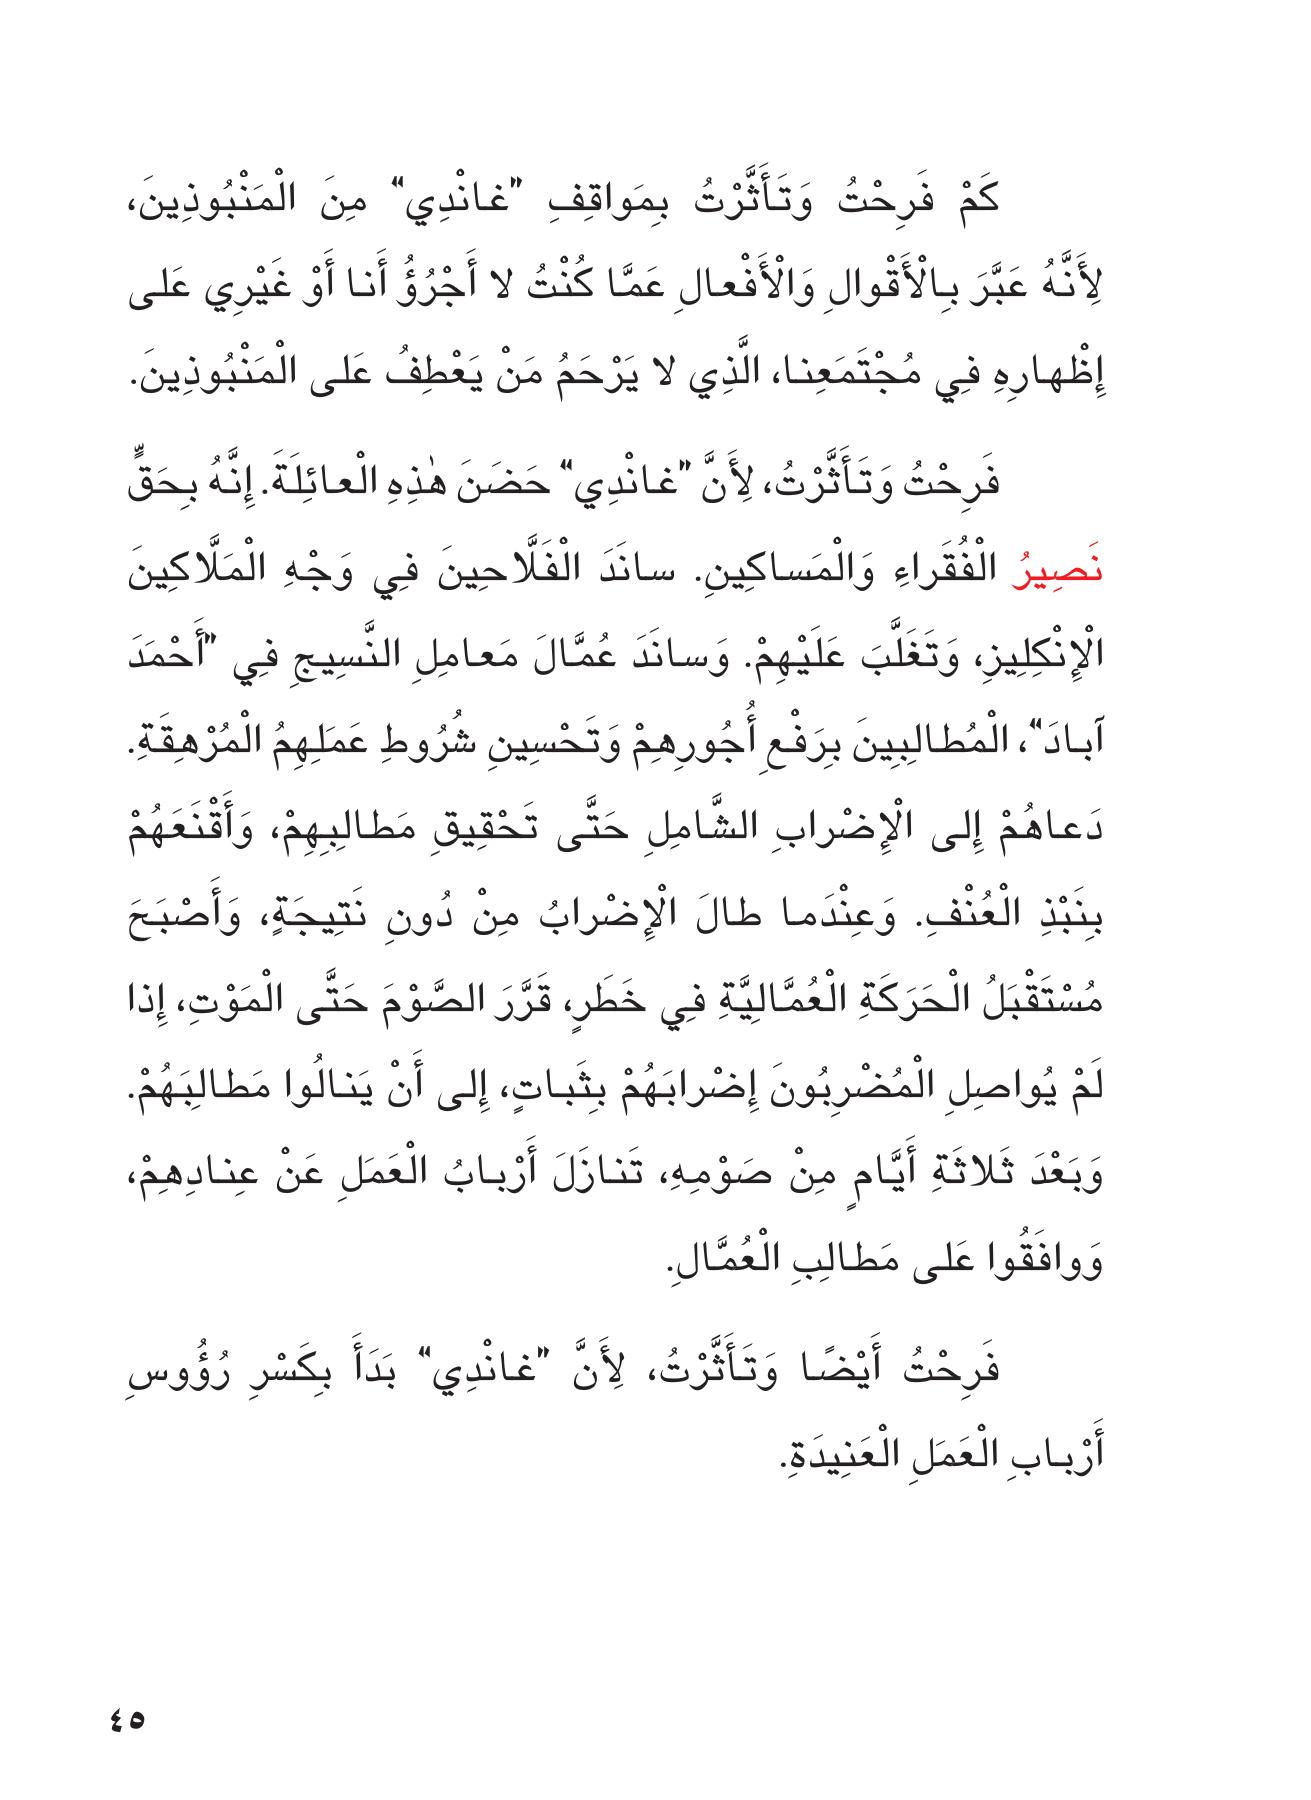 كَمْ فَرِحْتُ وَتَأَثَّرْتُ بِمَواقِفِ "غانْدِي" مِنَ الْمَنْبُوذِينَ،
لِأَنَّهُ عَبَّرَ بِالْأَقْوالِ وَالْأَفْعالِ عَمَّا كُنْتُ لا أَجْرُؤُ أَنا أَوْ غَيْرِي عَلى
إِظْهارِهِ فِي مُجْتَمَعِنا، الَّذِي لا يَرْحَمُ مَنْ يَعْطِفُ عَلى الْمَنْبُوذِينَ.
فَرِحْتُ وَتَأَثَّرْتُ، لِأَنَّ "غانْدِي" حَضَنَ هٰذِهِ الْعائِلَةَ. إِنَّهُ بِحَقٍّ
نَصِيرُ الْفُقَراءِ وَالْمَساكِينِ. سانَدَ الْفَلَّاحِينَ فِي وَجْهِ الْمَلَّاكِينَ
الْإِنْكِلِيزِ، وَتَغَلَّبَ عَلَيْهِمْ. وَسانَدَ عُمَّالَ مَعامِلِ النَّسِيجِ فِي "أَحْمَدَ
آبادَ"، الْمُطالِبِينَ بِرَفْعِ أُجُورِهِمْ وَتَحْسِينِ شُرُوطِ عَمَلِهِمُ الْمُرْهِقَةِ.
دَعاهُمْ إِلى الْإِضْرابِ الشَّامِلِ حَتَّى تَحْقِيقِ مَطالِبِهِمْ، وَأَقْنَعَهُمْ
بِنَبْذِ الْعُنْفِ. وَعِنْدَما طالَ الْإِضْرابُ مِنْ دُونِ نَتِيجَةٍ، وَأَصْبَحَ
مُسْتَقْبَلُ الْحَرَكَةِ الْعُمَّالِيَّةِ فِي خَطَرٍ، قَرَّرَ الصَّوْمَ حَتَّى الْمَوْتِ، إِذا
لَمْ يُواصِلِ الْمُضْرِبُونَ إِضْرابَهُمْ بِثَباتٍ، إِلى أَنْ يَنالُوا مَطالِبَهُمْ.
وَبَعْدَ ثَلاثَةِ أَيَّامٍ مِنْ صَوْمِهِ، تَنازَلَ أَرْبابُ الْعَمَلِ عَنْ عِنادِهِمْ،
وَوافَقُوا عَلى مَطالِبِ الْعُمَّالِ.
فَرِحْتُ أَيْضًا وَتَأَثَّرْتُ، لِأَنَّ "غانْدِي" بَدَأَ بِكَسْرِ رُؤُوسِ
أَرْبابِ الْعَمَلِ الْعَنِيدَةِ.
٤٥